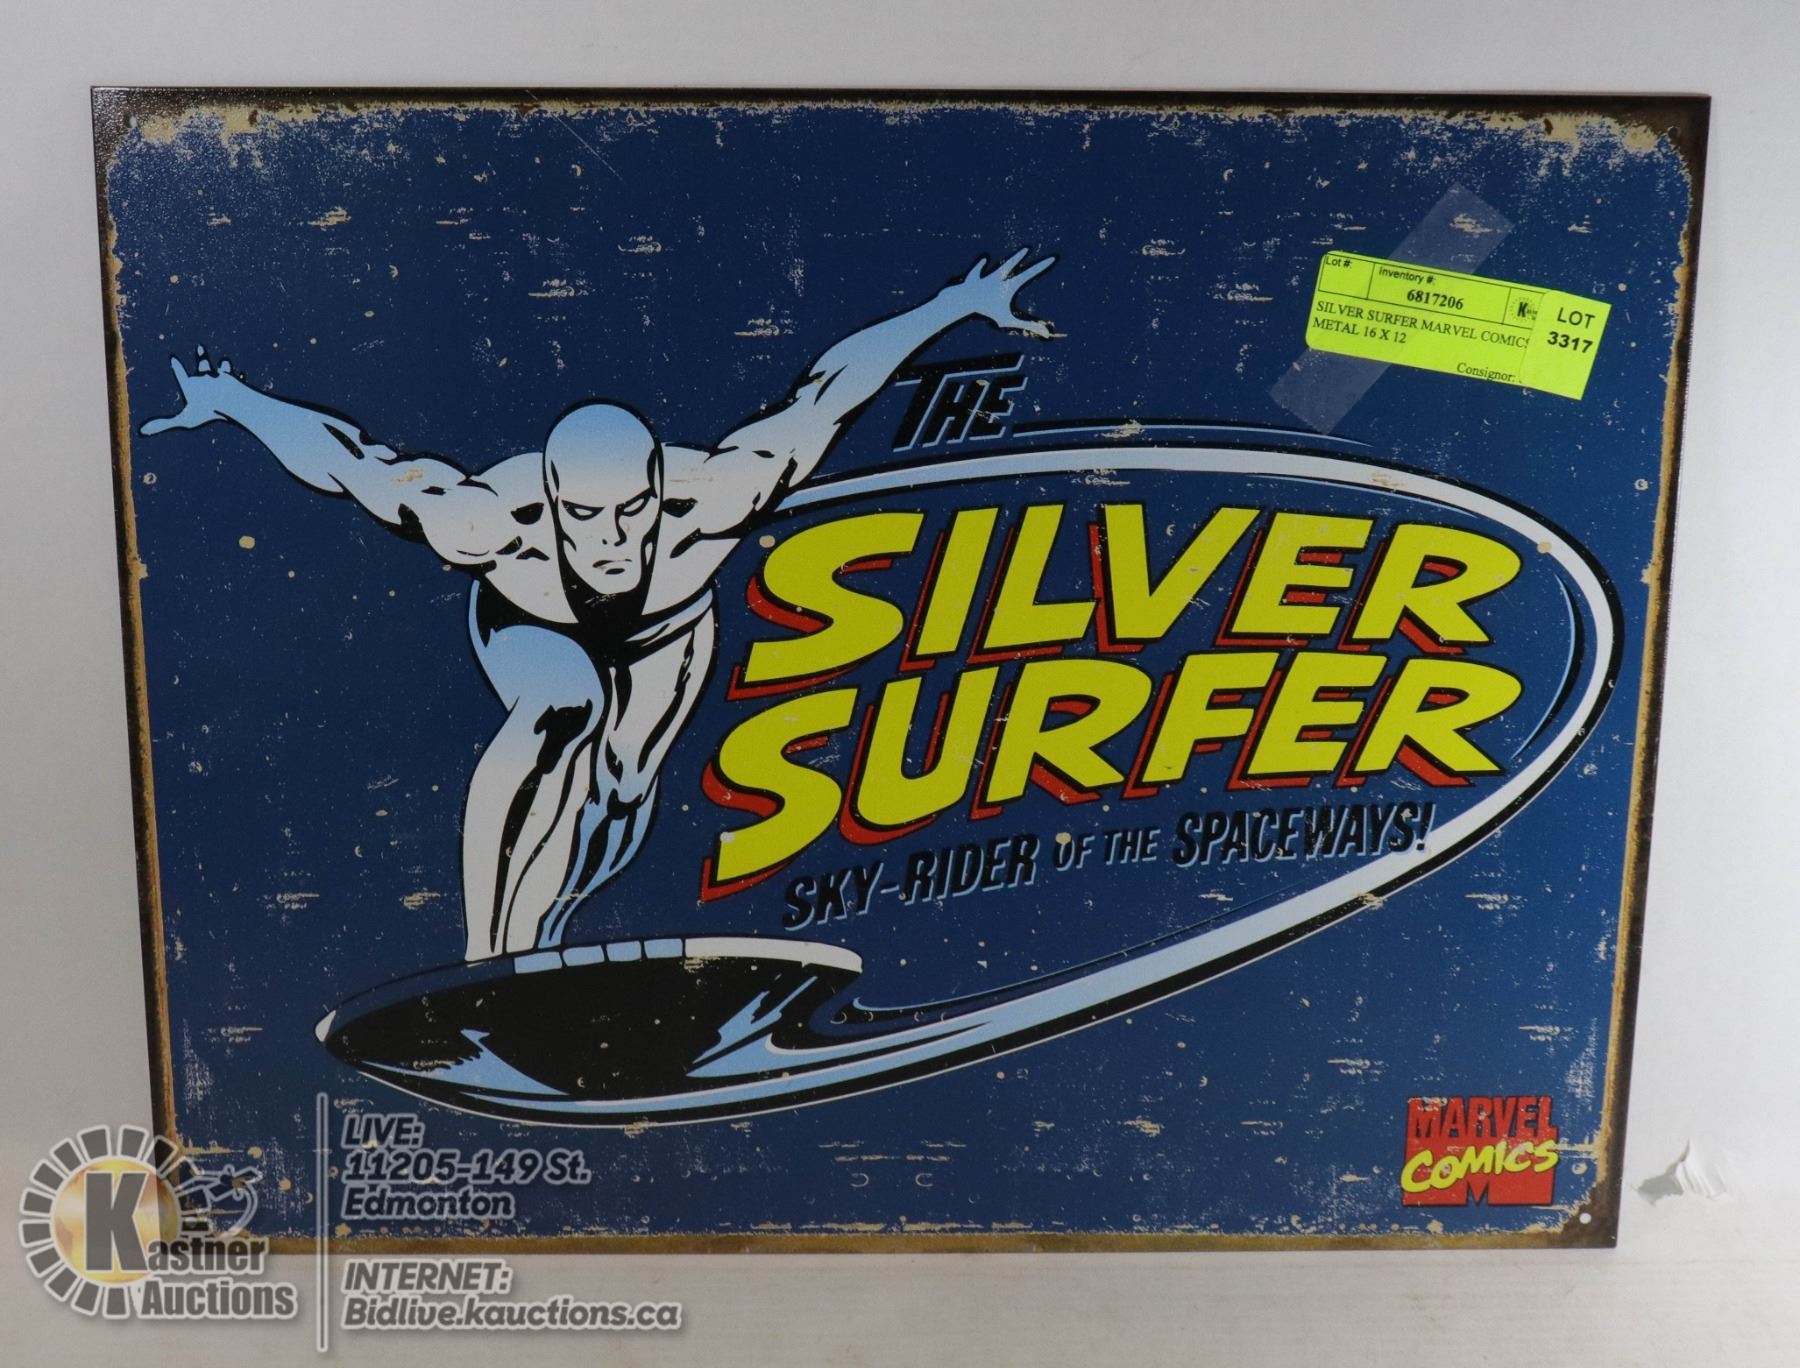 Lot #:
Inventory #:
6817206
LOT
3317
SILVER SURFER MARVEL COMICS
METAL 16 X 12
Consignor:
THE
SILVER
SURFER
SKY-RIDER OF THE SPACEWAYS!
MARVEL
COMICS
M
Kastner
Auctions
LIVE:
11205-149 St.
Edmonton
INTERNET:
Bidlive.kauctions.ca